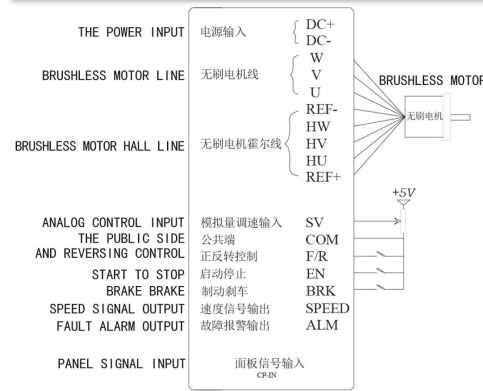 THE POWER INPUT 电源输入 DC+
DC-
W
BRUSHLESS MOTOR LINE 无刷电机线 V BRUSHLESS MOTOR
U
REF-
HW
无刷电机
BRUSHLESS MOTOR HALL LINE 无刷电机霍尔线 HV
HU
REF+
+5V
ANALOG CONTROL INPUT 模拟量调速输入 SV
THE PUBLIC SIDE 公共端 COM
AND REVERSING CONTROL 正反转控制 F/R
START TO STOP 启动停止 EN
BRAKE BRAKE 制动刹车 BRK
SPEED SIGNAL OUTPUT 速度信号输出 SPEED
FAULT ALARM OUTPUT 故障报警输出 ALM
PANEL SIGNAL INPUT 面板信号输入
CP-IN